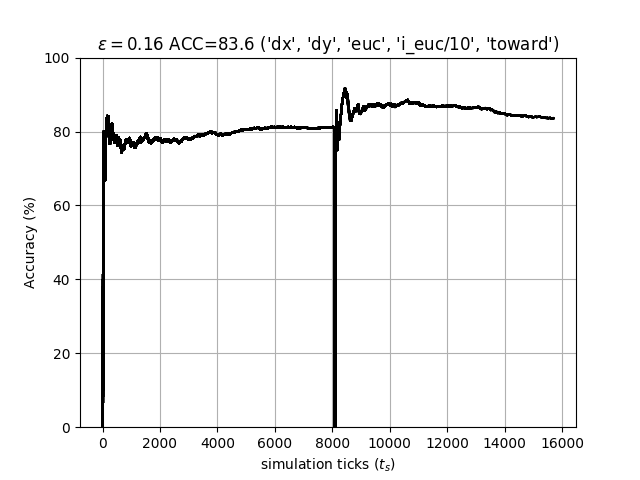 ε = 0.16 ACC=83.6 ('dx', 'dy', 'euc', 'i_euc/10', 'toward')
100
80
60
40
20
0
Accuracy (%)
0 2000 4000 6000 8000 10000 12000 14000 16000
simulation ticks (tₛ)